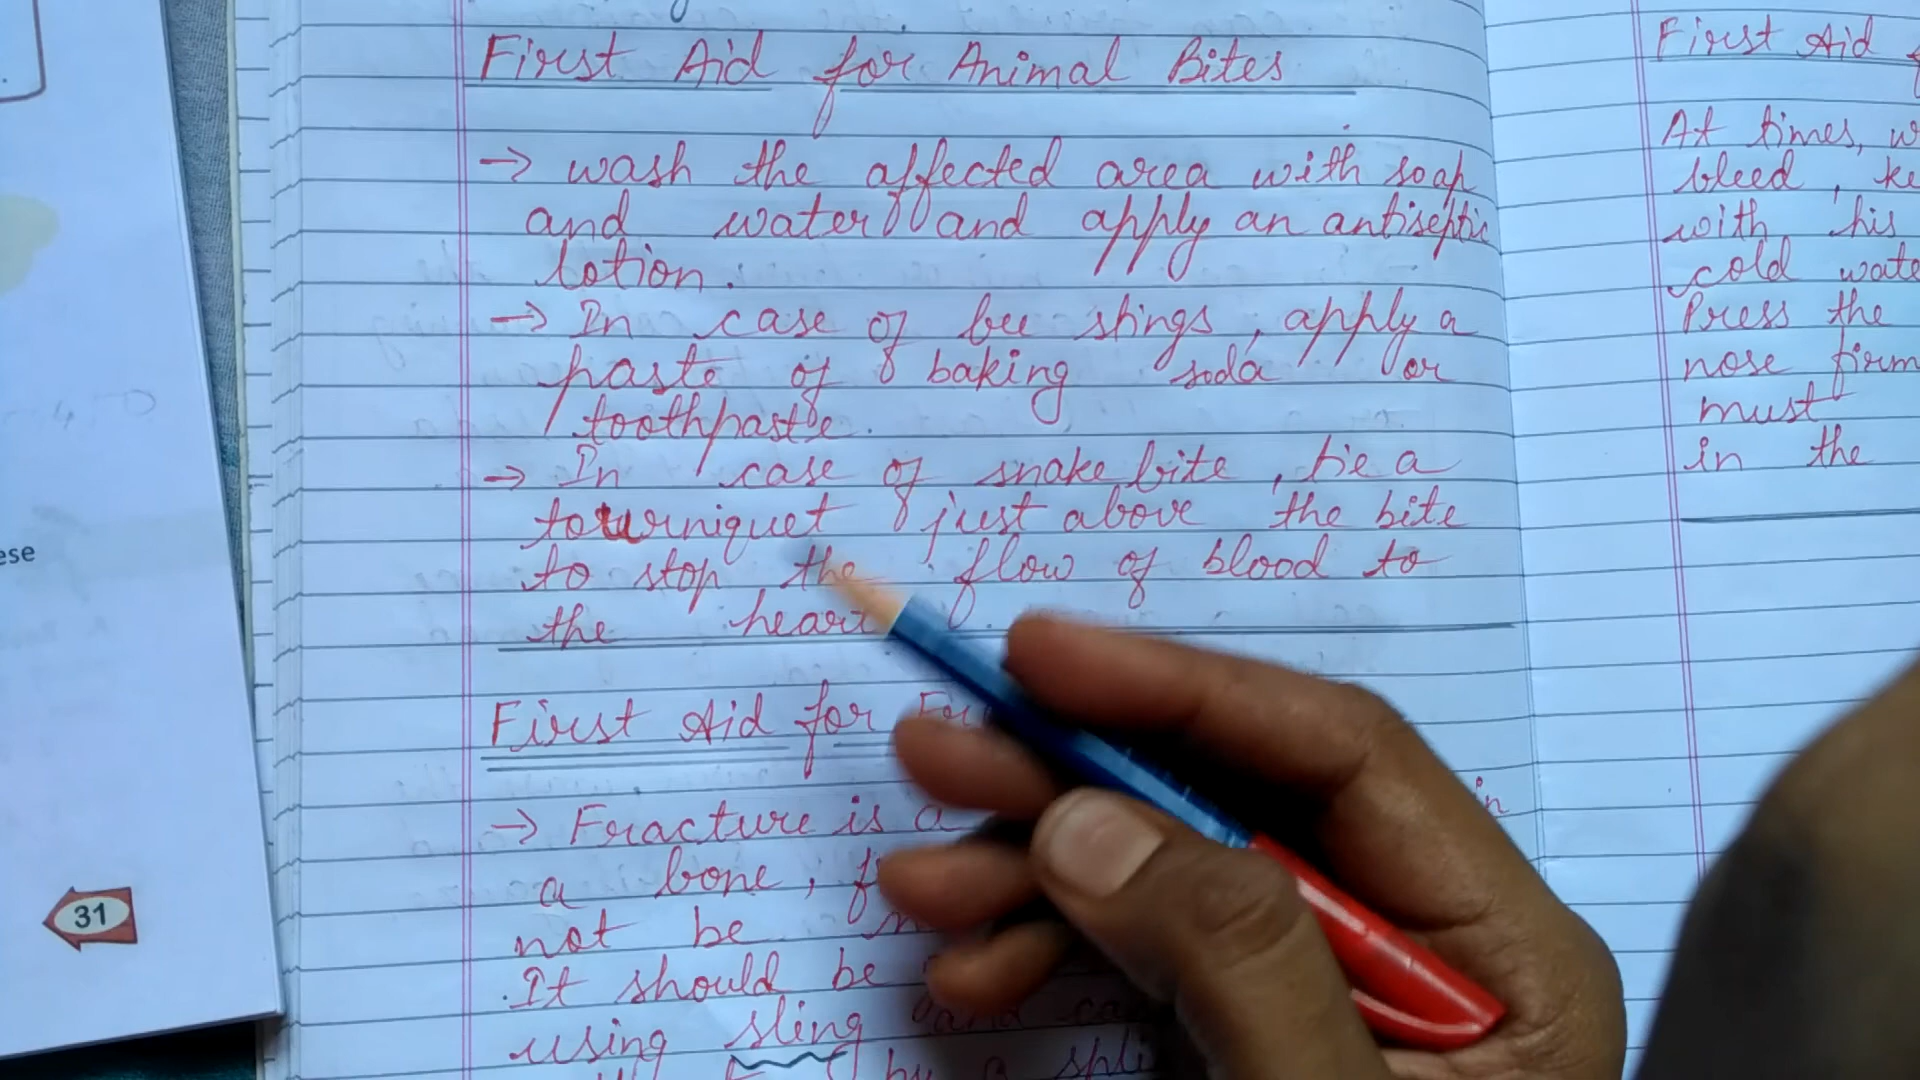 First Aid for Animal Bites
→ wash the affected area with soap
and water and apply an antiseptic
lotion.
→ In case of bee stings, apply a
paste of baking soda or
toothpaste.
→ In case of snake bite, tie a
tourniquet just above the bite
to stop the flow of blood to
the heart.
First Aid for
→ Fracture is a in
a bone,
not be
It should be
using sling and
by a
ese
31
First Aid
At times,
bleed,
with his
cold
Press the
nose
must
in the